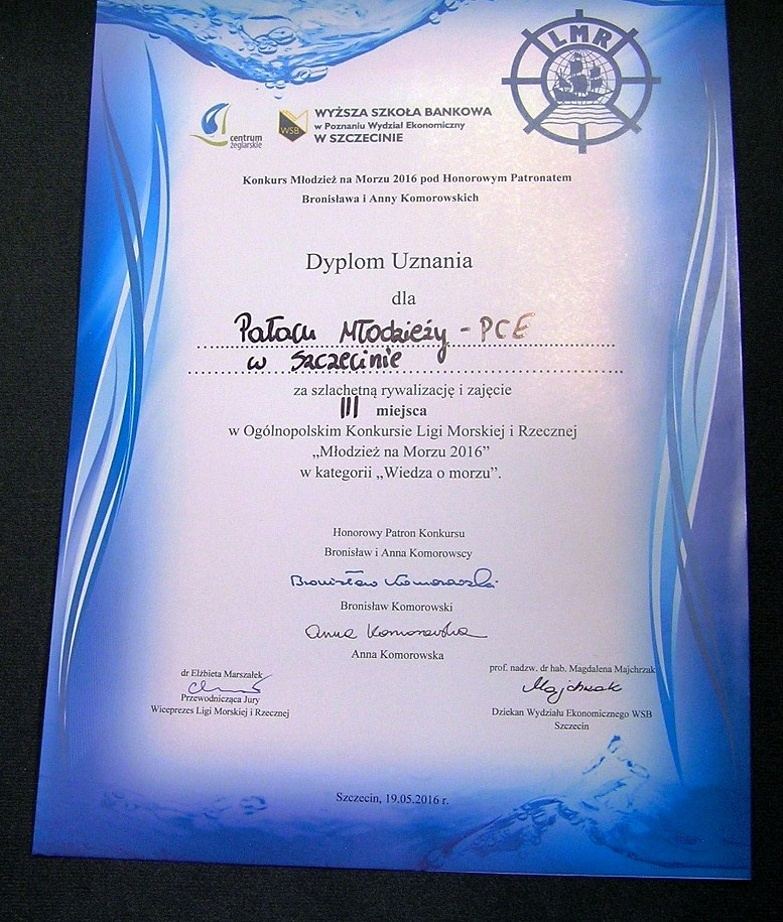 LMR
centrum
żeglarskie
WSB
WYŻSZA SZKOŁA BANKOWA
w Poznaniu Wydział Ekonomiczny
W SZCZECINIE
Konkurs Młodzież na Morzu 2016 pod Honorowym Patronatem
Bronisława i Anny Komorowskich
Dyplom Uznania
dla
Pałacu Młodzieży - PCE
w Szczecinie
za szlachetną rywalizację i zajęcie
III miejsca
w Ogólnopolskim Konkursie Ligi Morskiej i Rzecznej
„Młodzież na Morzu 2016”
w kategorii „Wiedza o morzu”.
Honorowy Patron Konkursu
Bronisław i Anna Komorowscy
Bronisław Komorowski
Bronisław Komorowski
Anna Komorowska
Anna Komorowska
dr Elżbieta Marszałek
Przewodnicząca Jury
Wiceprezes Ligi Morskiej i Rzecznej
prof. nadzw. dr hab. Magdalena Majchrzak
Majchrzak
Dziekan Wydziału Ekonomicznego WSB
Szczecin
Szczecin, 19.05.2016 r.